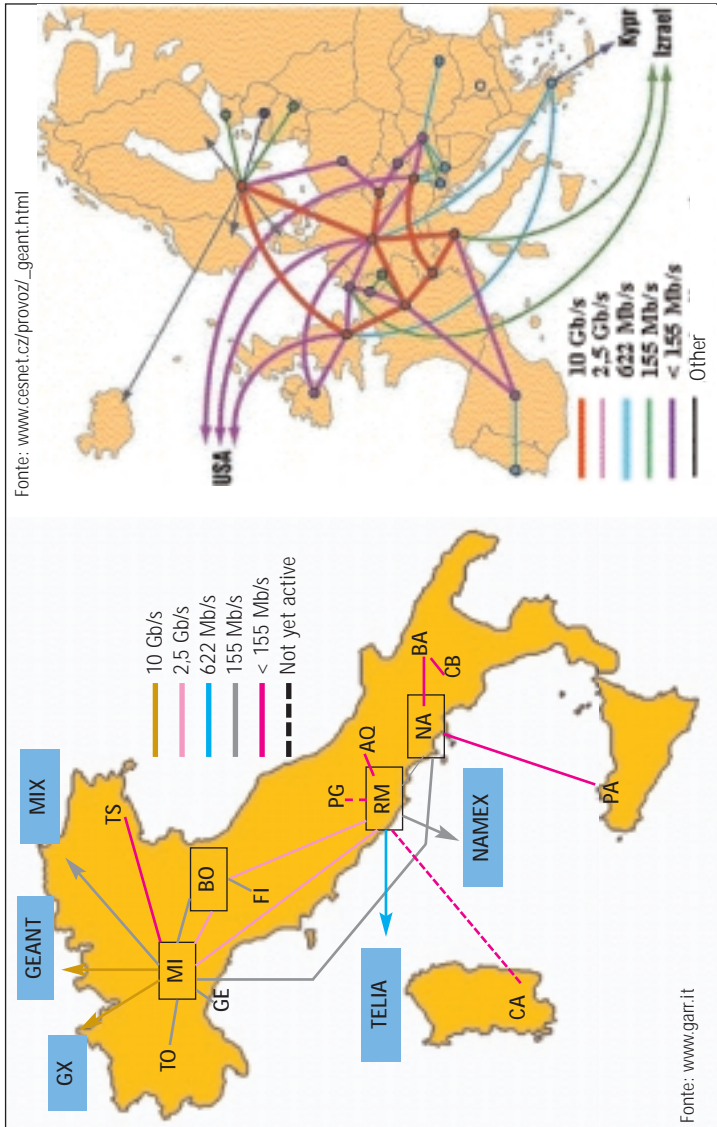 Fonte: www.cesnet.cz/provoz/_geant.html
USA
Kypr
Izrael
10 Gb/s
2,5 Gb/s
622 Mb/s
155 Mb/s
< 155 Mb/s
Other
GX
GEANT
MIX
10 Gb/s
2,5 Gb/s
622 Mb/s
155 Mb/s
< 155 Mb/s
Not yet active
TS
TO
MI
BO
GE
FI
PG
AQ
RM
NA
BA
CB
TELIA
NAMEX
CA
PA
Fonte: www.garr.it